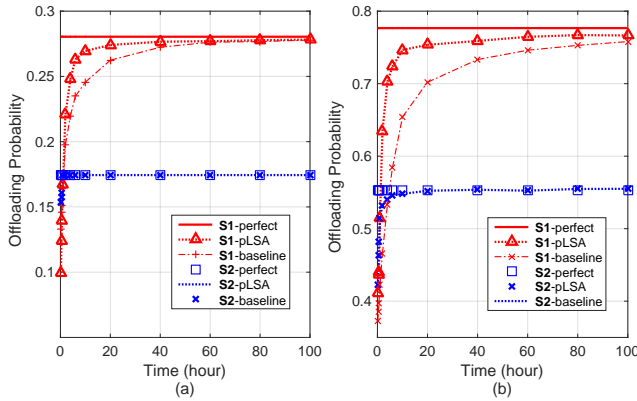 0.3
0.25
0.2
0.15
0.1
Offloading Probability
S1-perfect
S1-pLSA
S1-baseline
S2-perfect
S2-pLSA
S2-baseline
0 20 40 60 80 100
Time (hour)
(a)
0.8
0.7
0.6
0.5
0.4
Offloading Probability
S1-perfect
S1-pLSA
S1-baseline
S2-perfect
S2-pLSA
S2-baseline
0 20 40 60 80 100
Time (hour)
(b)